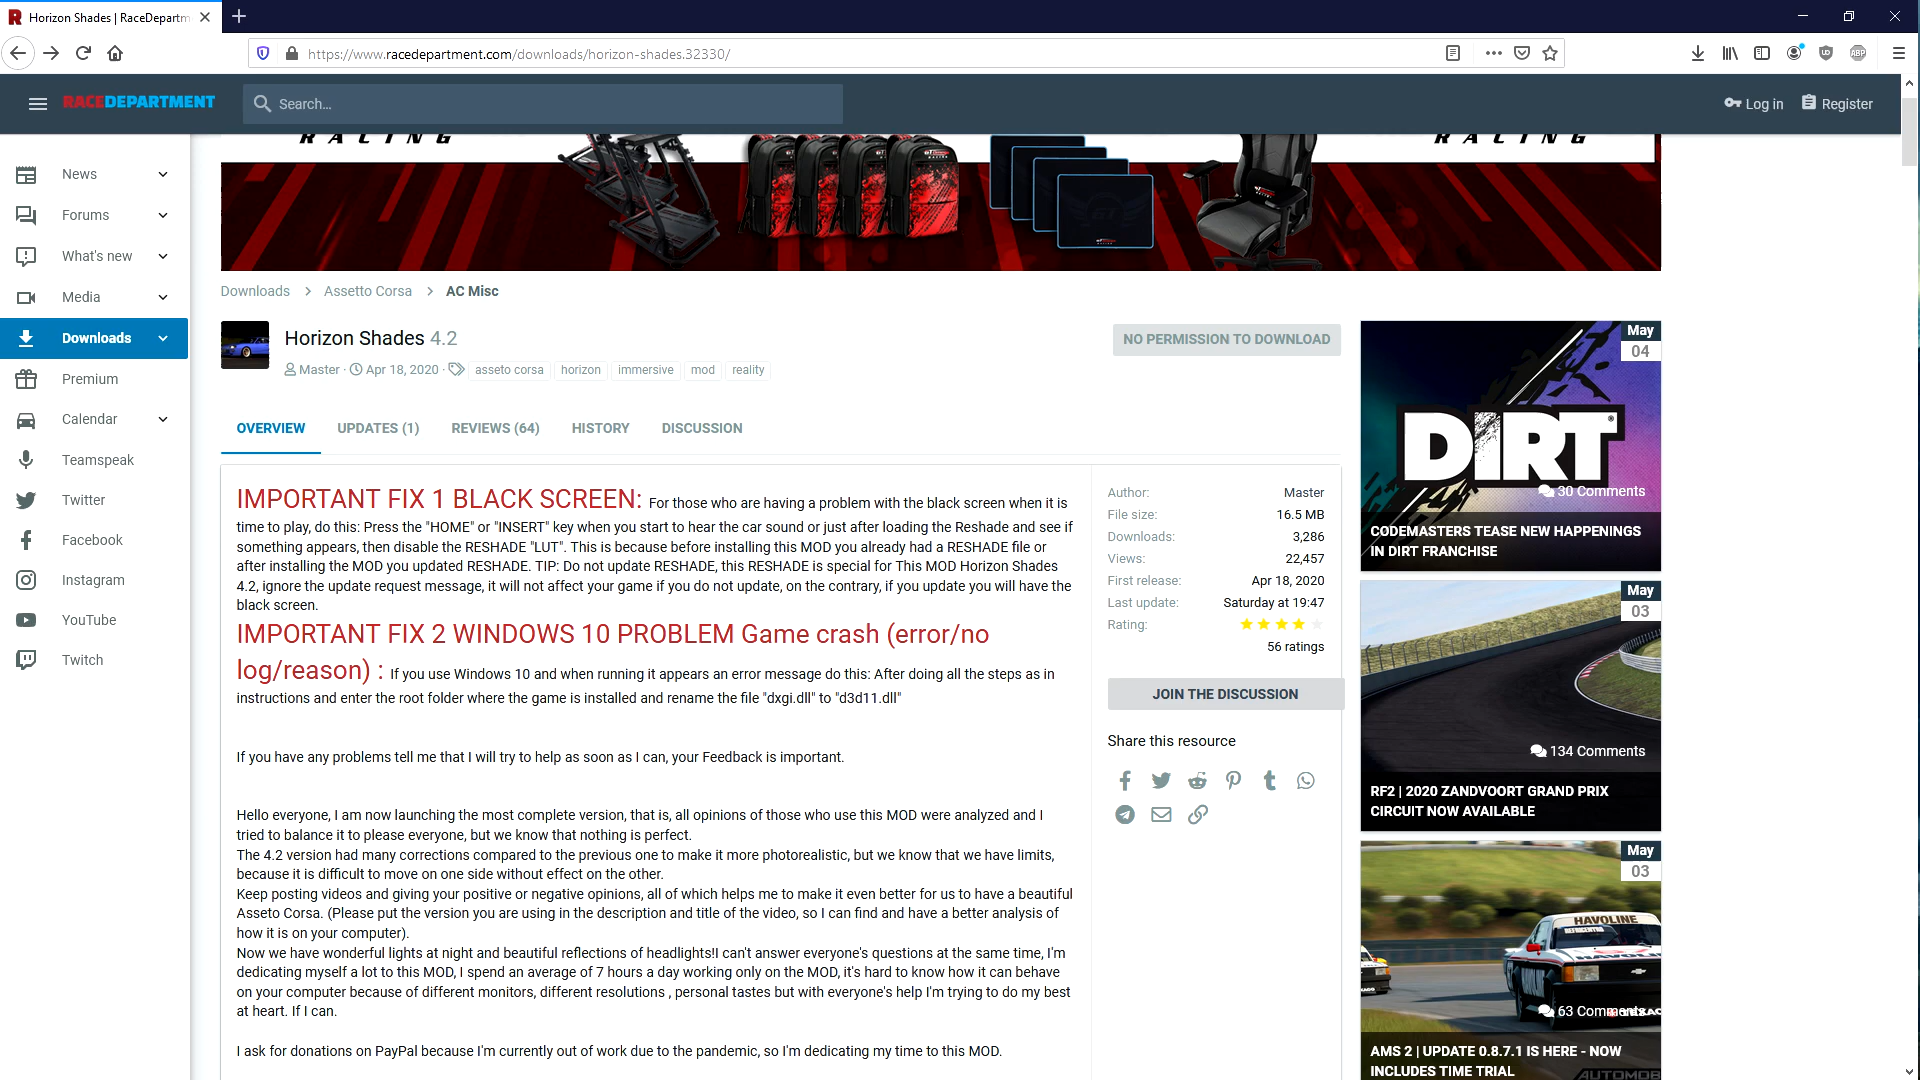 Horizon Shades | RaceDepartm
https://www.racedepartment.com/downloads/horizon-shades.32330/
RACEDEPARTMENT
Search...
Log in
Register
News
Forums
What's new
Media
Downloads
Premium
Calendar
Teamspeak
Twitter
Facebook
Instagram
YouTube
Twitch
RACING
RACING
Downloads > Assetto Corsa > AC Misc
Horizon Shades 4.2
NO PERMISSION TO DOWNLOAD
Master · Apr 18, 2020 · asseto corsa horizon immersive mod reality
OVERVIEW UPDATES (1) REVIEWS (64) HISTORY DISCUSSION
IMPORTANT FIX 1 BLACK SCREEN: For those who are having a problem with the black screen when it is
time to play, do this: Press the "HOME" or "INSERT" key when you start to hear the car sound or just after loading the Reshade and see if
something appears, then disable the RESHADE "LUT". This is because before installing this MOD you already had a RESHADE file or
after installing the MOD you updated RESHADE. TIP: Do not update RESHADE, this RESHADE is special for This MOD Horizon Shades
4.2, ignore the update request message, it will not affect your game if you do not update, on the contrary, if you update you will have the
black screen.
IMPORTANT FIX 2 WINDOWS 10 PROBLEM Game crash (error/no
log/reason) : If you use Windows 10 and when running it appears an error message do this: After doing all the steps as in
instructions and enter the root folder where the game is installed and rename the file "dxgi.dll" to "d3d11.dll"
If you have any problems tell me that I will try to help as soon as I can, your Feedback is important.
Hello everyone, I am now launching the most complete version, that is, all opinions of those who use this MOD were analyzed and I
tried to balance it to please everyone, but we know that nothing is perfect.
The 4.2 version had many corrections compared to the previous one to make it more photorealistic, but we know that we have limits,
because it is difficult to move on one side without effect on the other.
Keep posting videos and giving your positive or negative opinions, all of which helps me to make it even better for us to have a beautiful
Asseto Corsa. (Please put the version you are using in the description and title of the video, so I can find and have a better analysis of
how it is on your computer).
Now we have wonderful lights at night and beautiful reflections of headlights!I can't answer everyone's questions at the same time, I'm
dedicating myself a lot to this MOD, I spend an average of 7 hours a day working only on the MOD, it's hard to know how it can behave
on your computer because of different monitors, different resolutions , personal tastes but with everyone's help I'm trying to do my best
at heart. If I can.
I ask for donations on PayPal because I'm currently out of work due to the pandemic, so I'm dedicating my time to this MOD.
Author: Master
File size: 16.5 MB
Downloads: 3,286
Views: 22,457
First release: Apr 18, 2020
Last update: Saturday at 19:47
Rating:
56 ratings
JOIN THE DISCUSSION
Share this resource
May
04
DIRT
30 Comments
CODEMASTERS TEASE NEW HAPPENINGS
IN DIRT FRANCHISE
May
03
134 Comments
RF2 | 2020 ZANDVOORT GRAND PRIX
CIRCUIT NOW AVAILABLE
May
03
HAVOLINE
63 Comments
AMS 2 | UPDATE 0.8.7.1 IS HERE - NOW
INCLUDES TIME TRIAL
AUTOMOB